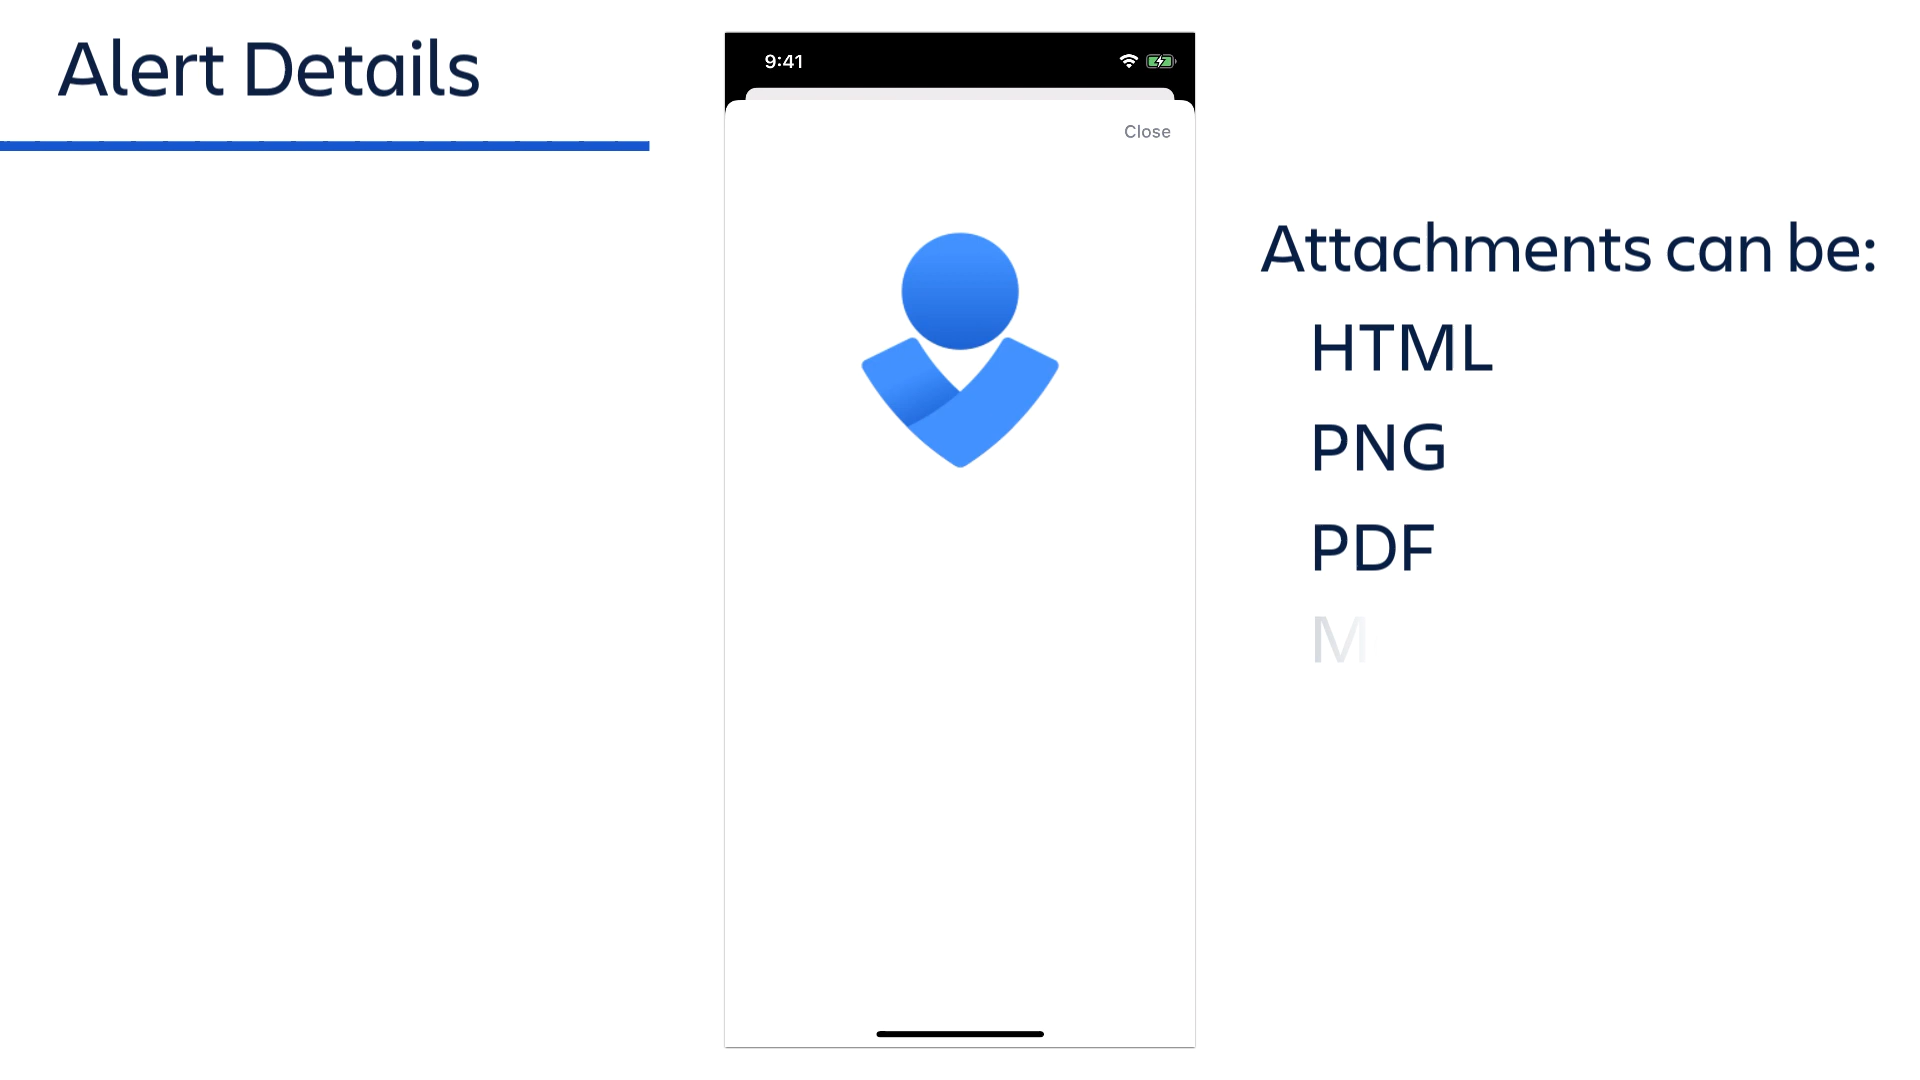 Alert Details
9:41
Close
Attachments can be:
HTML
PNG
PDF
M